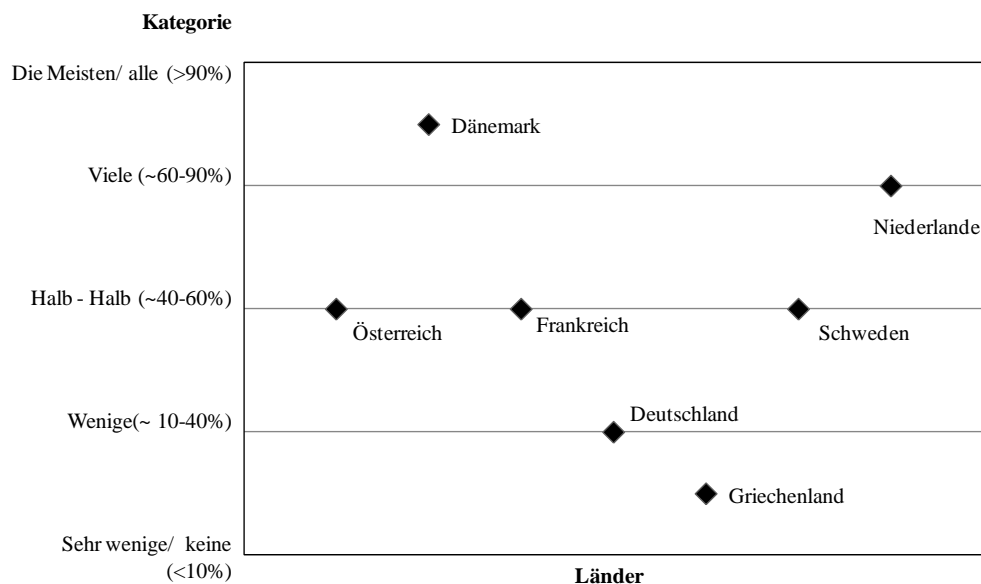 Kategorie
Die Meisten/ alle (>90%)
Dänemark
Viele (~60-90%)
Niederlande
Halb - Halb (~40-60%)
Österreich
Frankreich
Schweden
Wenige(~ 10-40%)
Deutschland
Griechenland
Sehr wenige/ keine
(<10%)
Länder